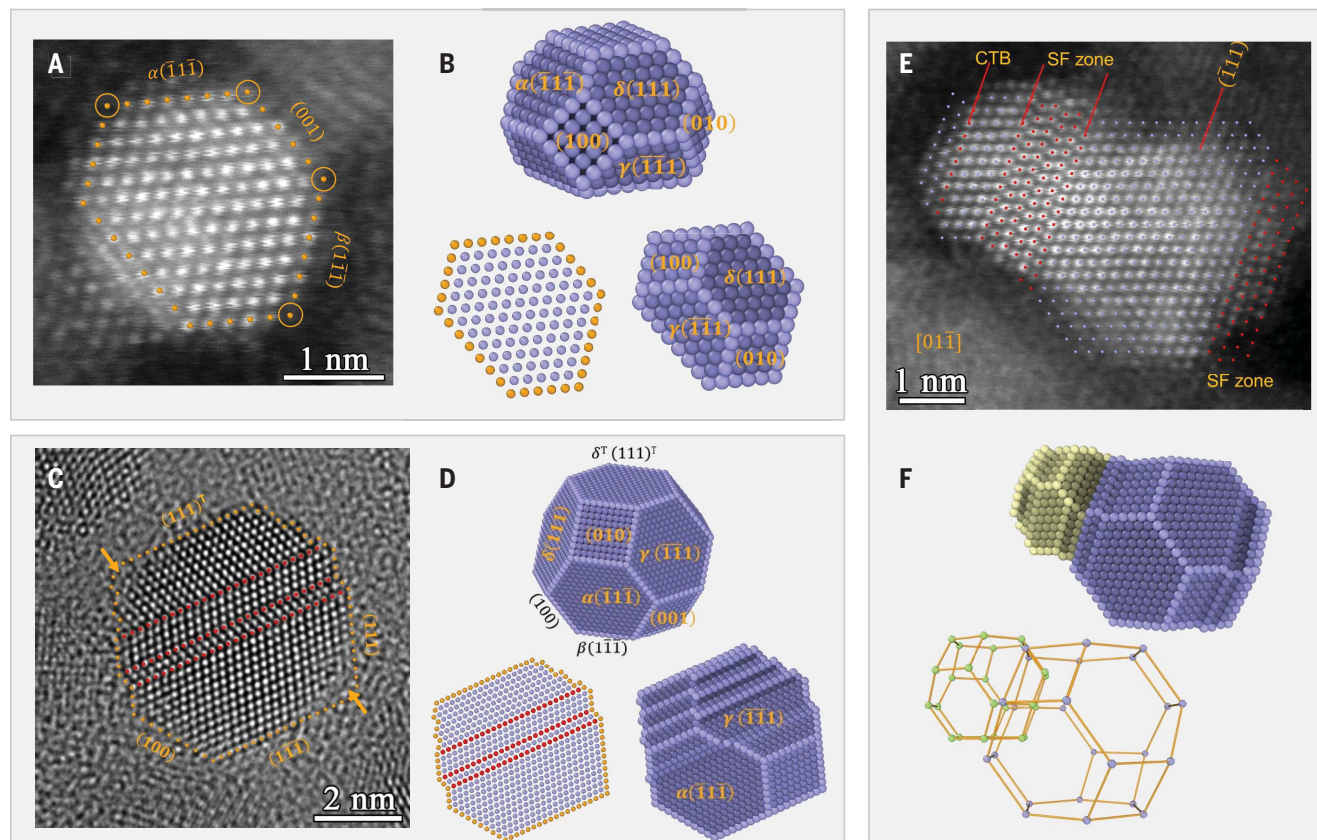 A
α(1̄11̄)
(001)
β(11̄1̄)
1 nm
B
α(1̄11̄)
δ(111)
(100)
(010)
γ(1̄1̄1)
(100)
δ(111)
γ(1̄1̄1)
(010)
C
(111)ᵀ
(111)
(100)
(11̄1̄)
2 nm
D
δᵀ (111)ᵀ
δ(111)
(010)
γ(1̄1̄1)
α(1̄11̄)
(100)
(001)
β(11̄1̄)
γ(1̄1̄1)
α(1̄11̄)
E
CTB
SF zone
(1̄11)
[011̄]
1 nm
SF zone
F